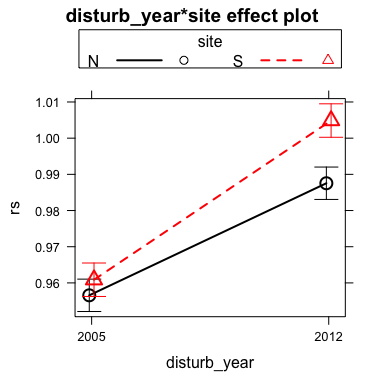 disturb_year*site effect plot
site
N S
1.01
1.00
0.99
0.98
0.97
0.96
rs
2005 2012
disturb_year